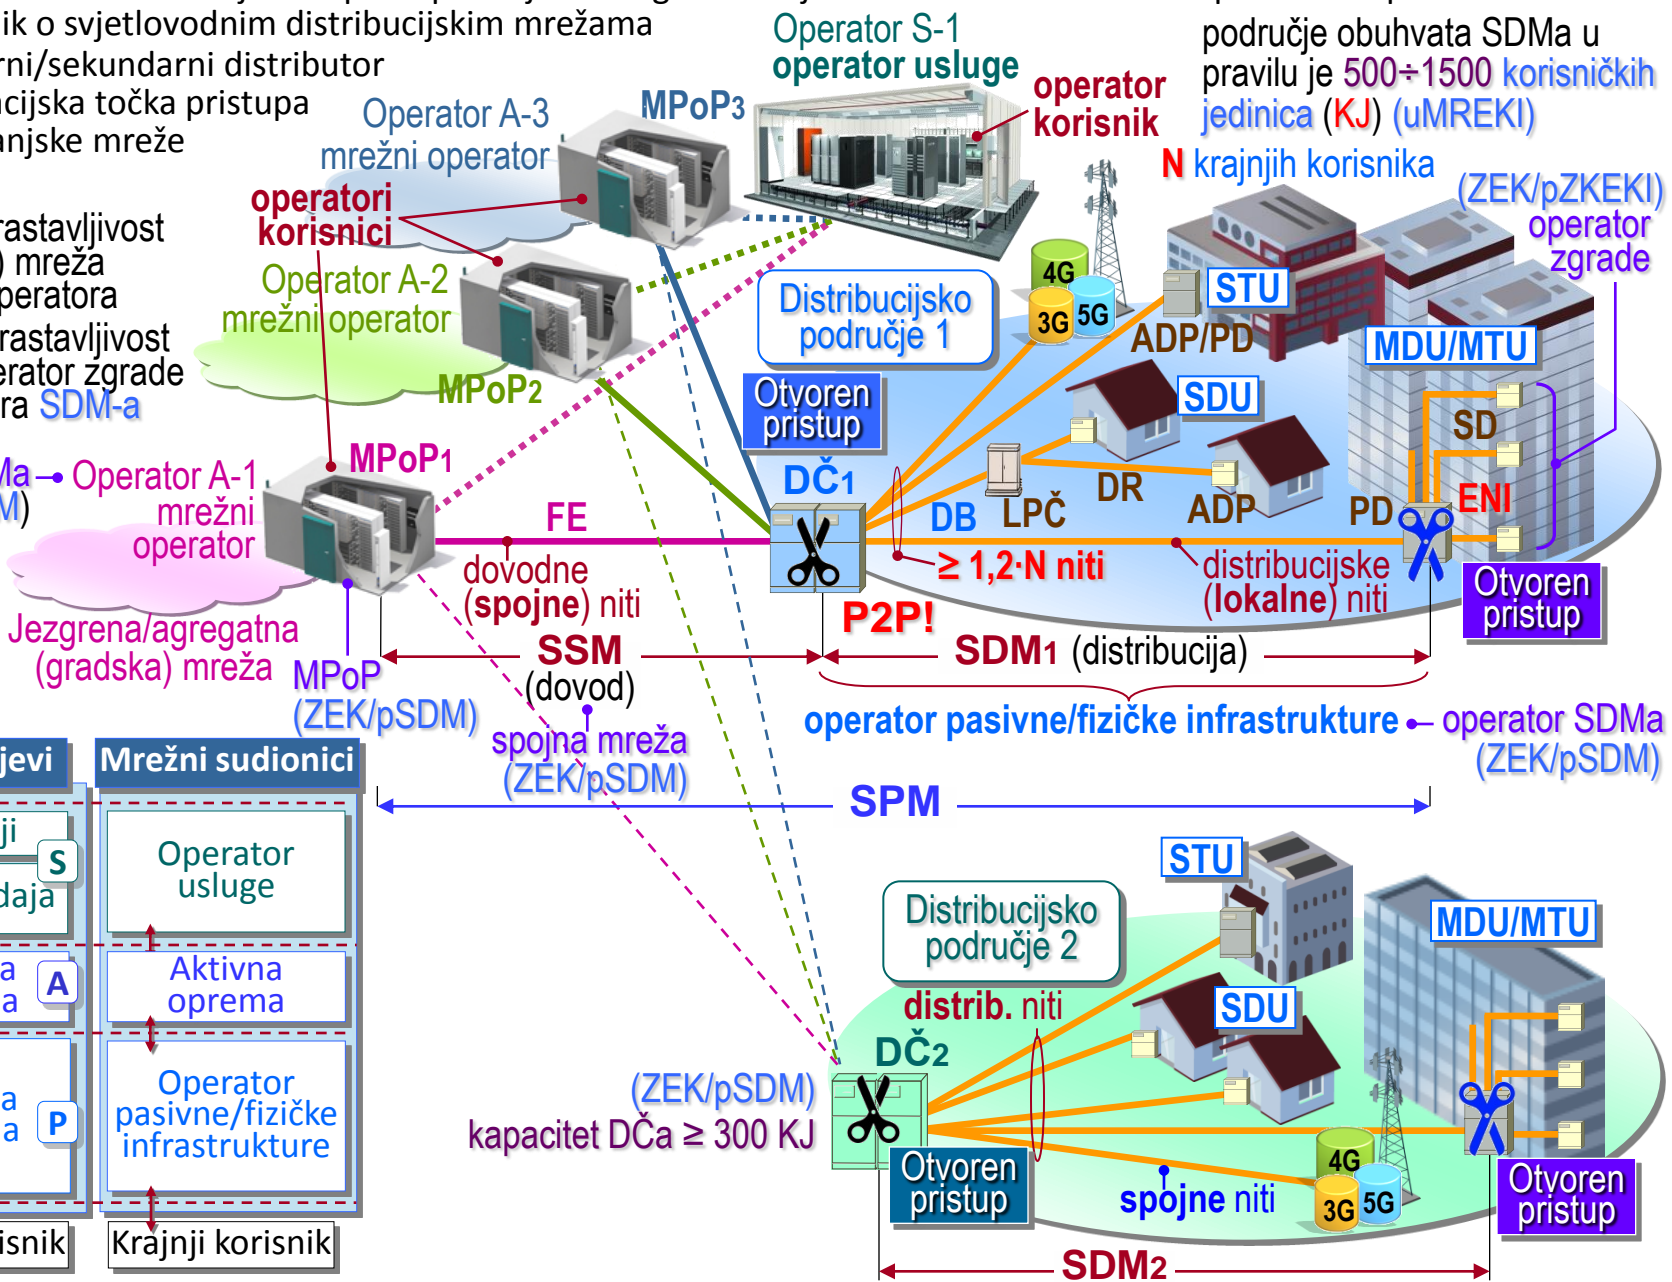 ik o svjetlovodnim distribucijskim mrežama
rni/sekundarni distributor
acijska točka pristupa
anjske mreže
rastavljivost
) mreža
operatora
rastavljivost
erator zgrade
ra SDM-a
Ma
M)
Operator A-3
mrežni operator
MPoP3
Operator S-1
operator usluge
operator
korisnik
područje obuhvata SDMa u
pravilu je 500÷1500 korisničkih
jedinica (KJ) (uMREKI)
N krajnjih korisnika
(ZEK/pZKEKI)
operator
zgrade
operatori
korisnici
Operator A-2
mrežni operator
MPoP2
Operator A-1
mrežni
operator
MPoP1
Jezgrena/agregatna
(gradska) mreža
MPoP
(ZEK/pSDM)
Distribucijsko
područje 1
Otvoren
pristup
4G
3G
5G
STU
ADP/PD
SDU
MDU/MTU
DČ1
DB
LPČ
DR
ADP
PD
SD
ENI
FE
dovodne
(spojne) niti
≥ 1,2·N niti
P2P!
distribucijske
(lokalne) niti
Otvoren
pristup
SSM
(dovod)
SDM1 (distribucija)
spojna mreža
(ZEK/pSDM)
operator pasivne/fizičke infrastrukture
operator SDMa
(ZEK/pSDM)
SPM
jevi
Mrežni sudionici
ji
S
daja
Operator
usluge
a
a
A
Aktivna
oprema
a
a
P
Operator
pasivne/fizičke
infrastrukture
isnik
Krajnji korisnik
Distribucijsko
područje 2
STU
MDU/MTU
SDU
distrib. niti
DČ2
(ZEK/pSDM)
kapacitet DČa ≥ 300 KJ
Otvoren
pristup
spojne niti
4G
3G
5G
Otvoren
pristup
SDM2